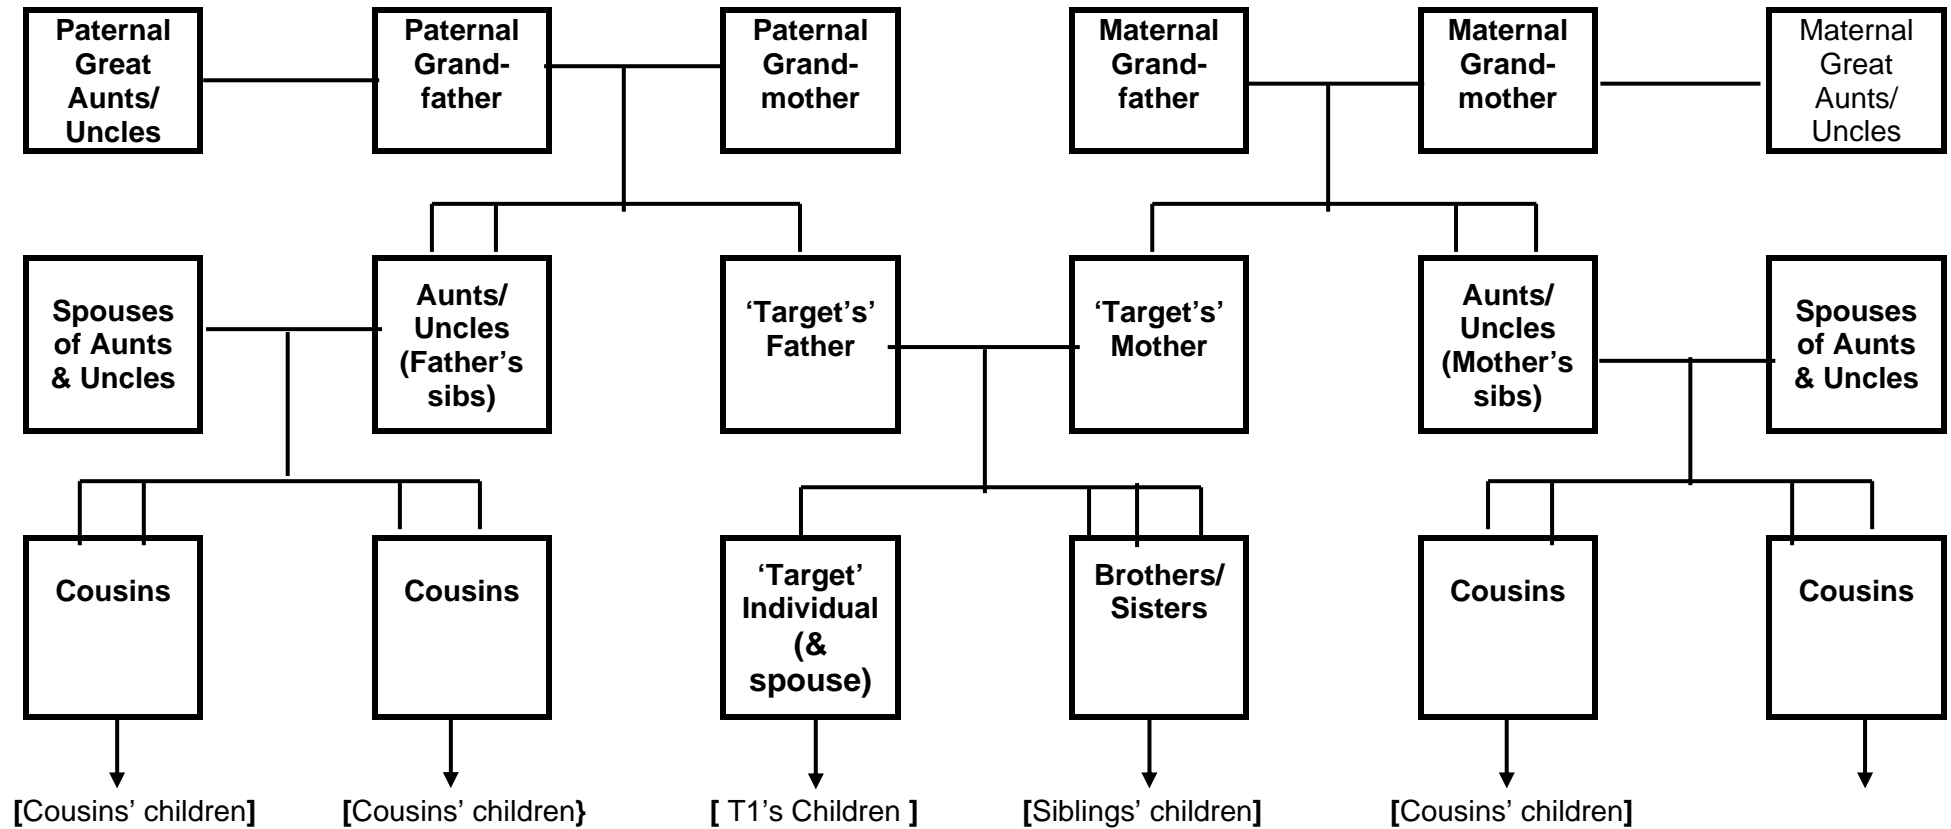 Paternal
Great
Aunts/
Uncles
Paternal
Grand-
father
Paternal
Grand-
mother
Maternal
Grand-
father
Maternal
Grand-
mother
Maternal
Great
Aunts/
Uncles
Spouses
of Aunts
& Uncles
Aunts/
Uncles
(Father’s
sibs)
‘Target's’
Father
‘Target's’
Mother
Aunts/
Uncles
(Mother’s
sibs)
Spouses
of Aunts
& Uncles
Cousins
Cousins
‘Target’
Individual
(&
spouse)
Brothers/
Sisters
Cousins
Cousins
[Cousins’ children]
[Cousins’ children}
[ T1’s Children ]
[Siblings’ children]
[Cousins’ children]